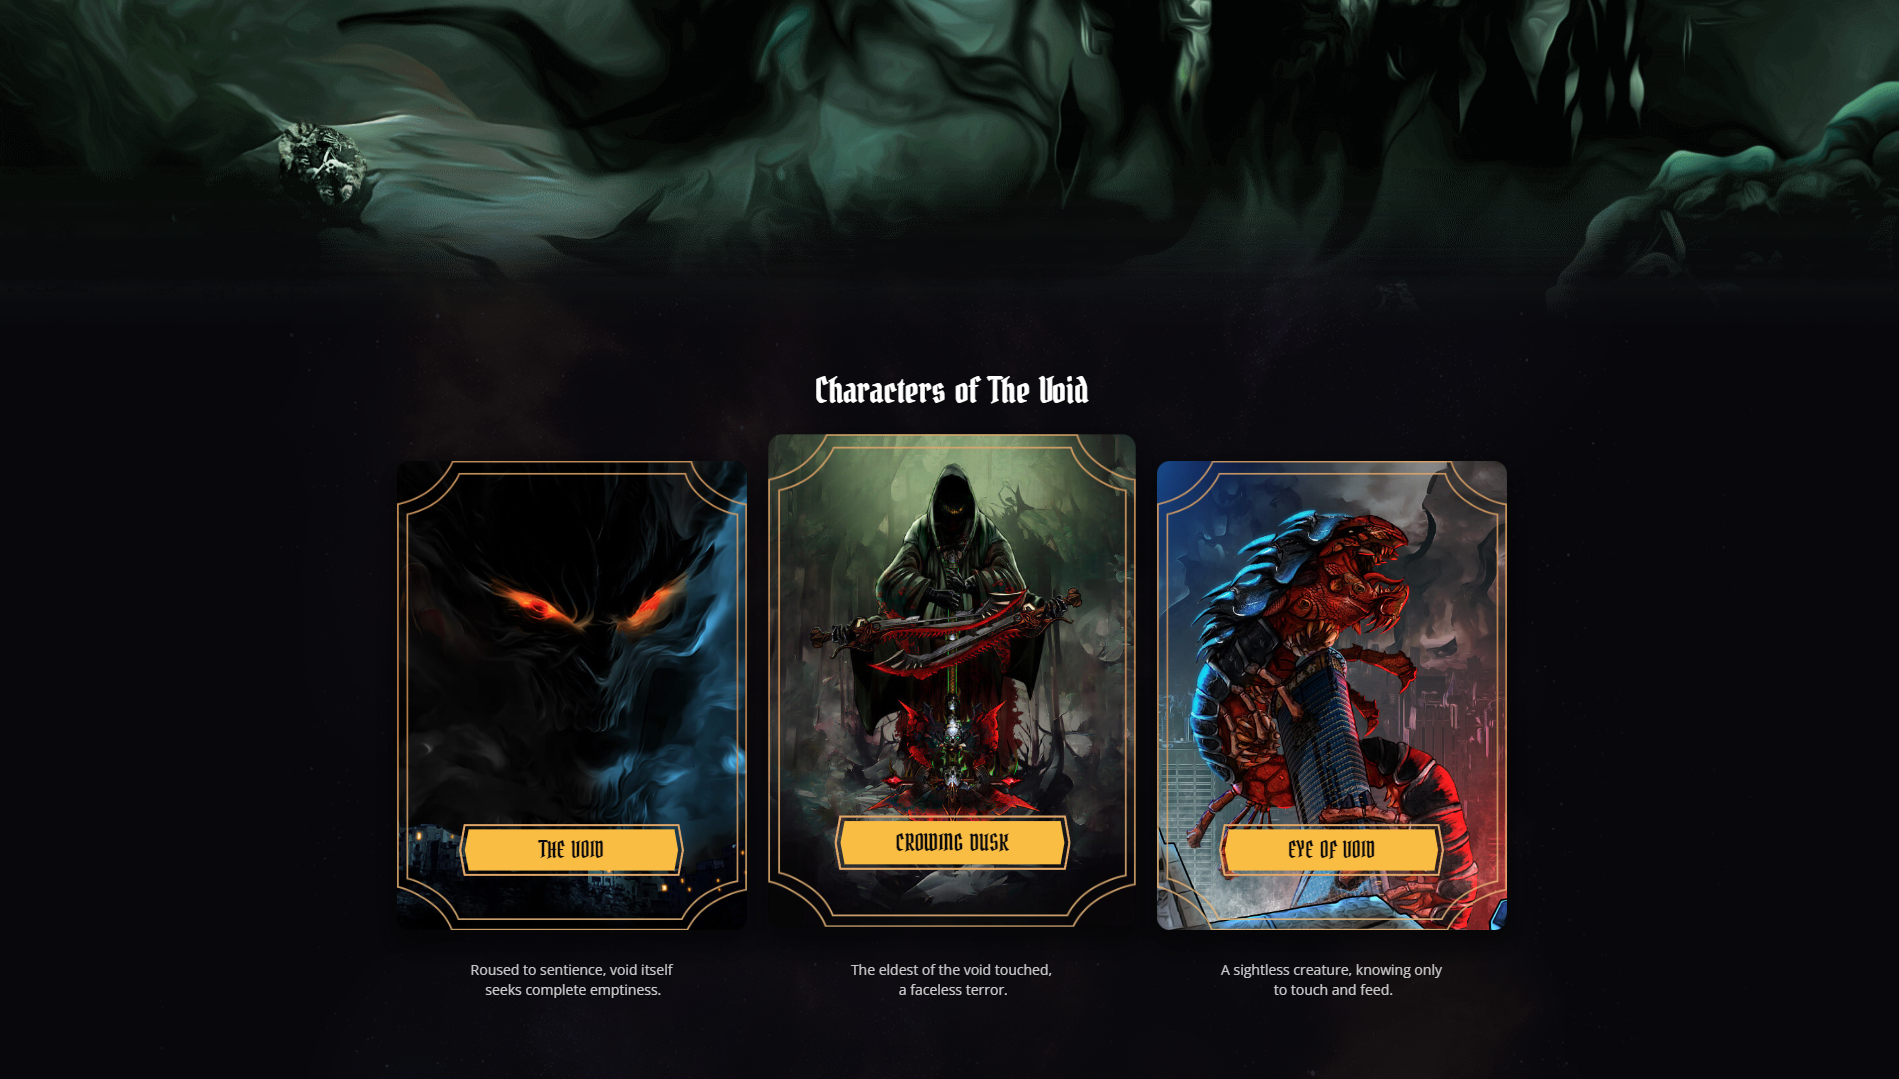 Characters of The Void
THE VOID
CROWING DUSK
EYE OF VOID
Roused to sentience, void itself
seeks complete emptiness.
The eldest of the void touched,
a faceless terror.
A sightless creature, knowing only
to touch and feed.